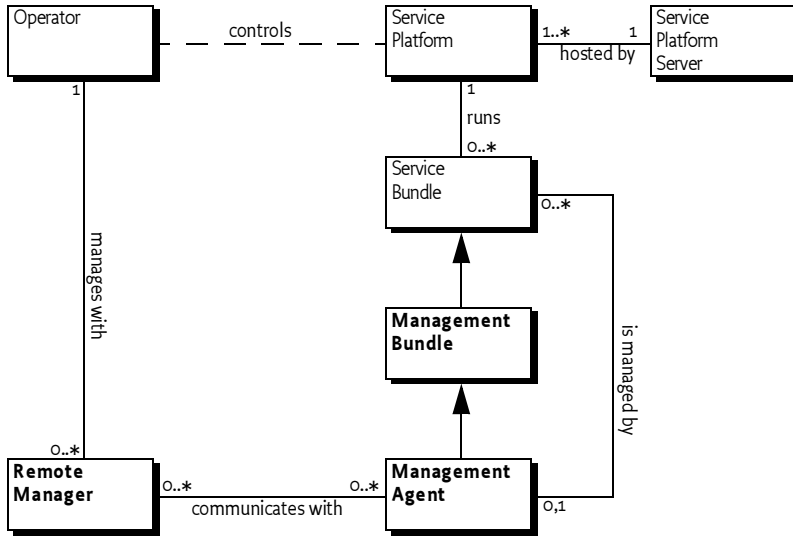 Operator
controls
Service
Platform
1..*
1
hosted by
Service
Platform
Server
1
1
runs
0..*
Service
Bundle
0..*
manages with
Management
Bundle
is managed by
0..*
Remote
Manager
0..*
communicates with
0..*
Management
Agent
0,1